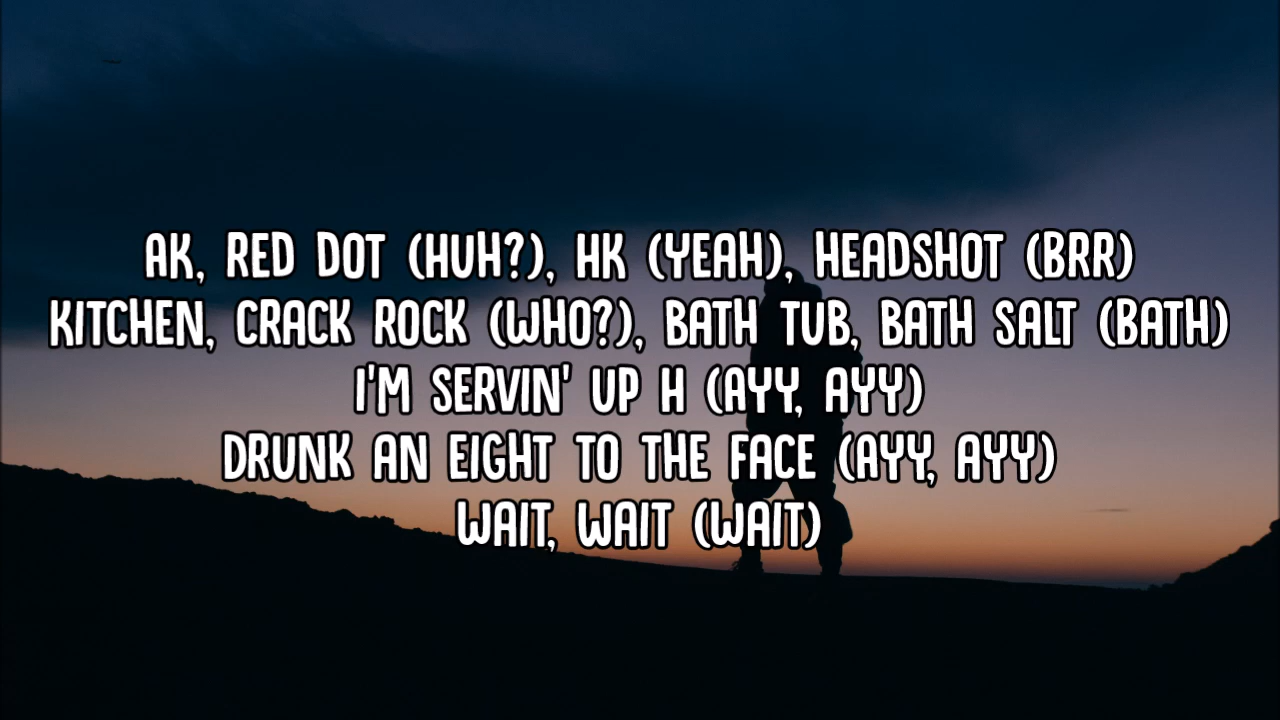 AK, RED DOT (HUH?), HK (YEAH), HEADSHOT (BRR)
KITCHEN, CRACK ROCK (WHO?), BATH TUB, BATH SALT (BATH)
I'M SERVIN' UP H (AYY, AYY)
DRUNK AN EIGHT TO THE FACE (AYY, AYY)
WAIT, WAIT (WAIT)